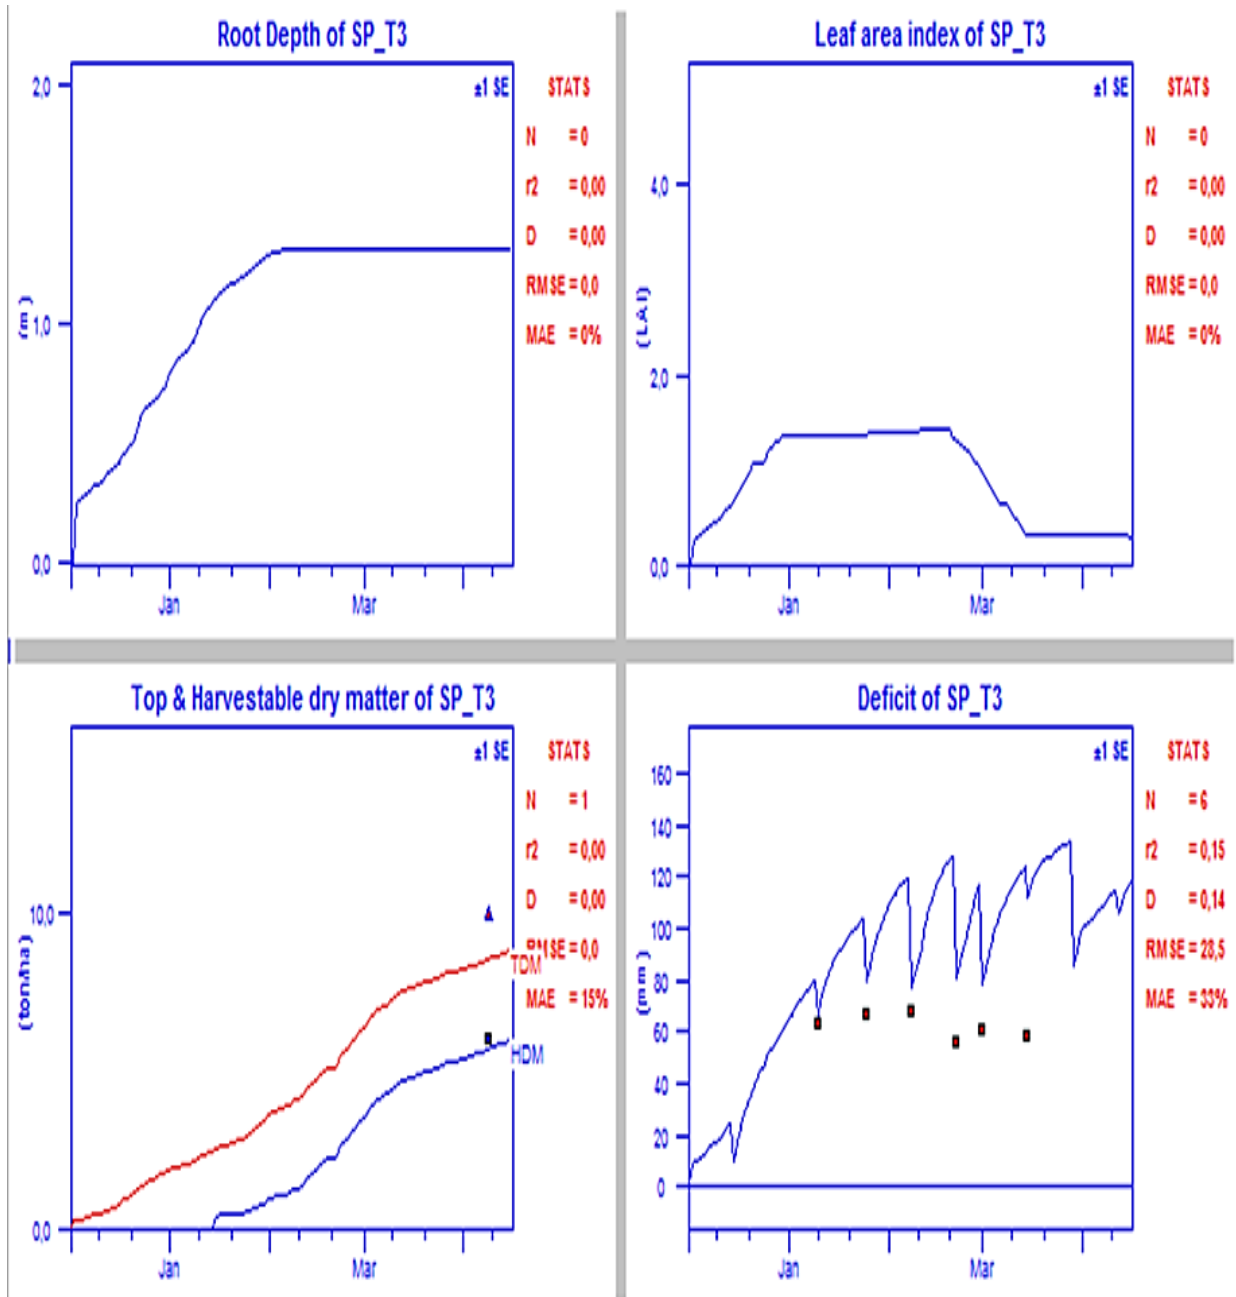 Root Depth of SP_T3
±1 SE
STATS
N = 0
r2 = 0,00
D = 0,00
RMSE = 0,0
MAE = 0%
2,0
1,0
0,0
(m)
Jan
Mar
Leaf area index of SP_T3
±1 SE
STATS
N = 0
r2 = 0,00
D = 0,00
RMSE = 0,0
MAE = 0%
4,0
2,0
0,0
(LAI)
Jan
Mar
Top & Harvestable dry matter of SP_T3
±1 SE
STATS
N = 1
r2 = 0,00
D = 0,00
RMSE = 0,0
TDM
MAE = 15%
HDM
10,0
0,0
(ton/ha)
Jan
Mar
Deficit of SP_T3
±1 SE
STATS
N = 6
r2 = 0,15
D = 0,14
RMSE = 28,5
MAE = 33%
160
140
120
100
80
60
40
20
0
(mm)
Jan
Mar